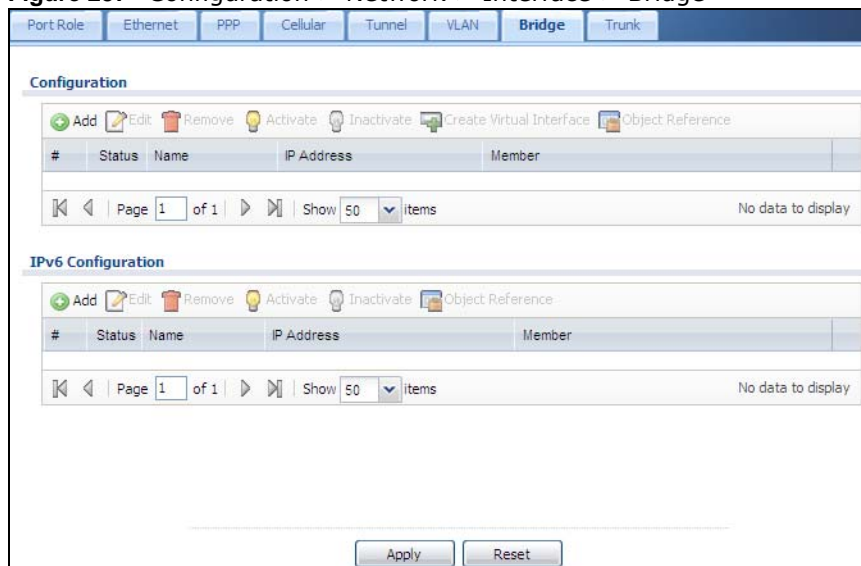 Port Role Ethernet PPP Cellular Tunnel VLAN Bridge Trunk
Configuration
Add Edit Remove Activate Inactivate Create Virtual Interface Object Reference
# Status Name IP Address Member
Page 1 of 1 Show 50 items No data to display
IPv6 Configuration
Add Edit Remove Activate Inactivate Object Reference
# Status Name IP Address Member
Page 1 of 1 Show 50 items No data to display
Apply Reset